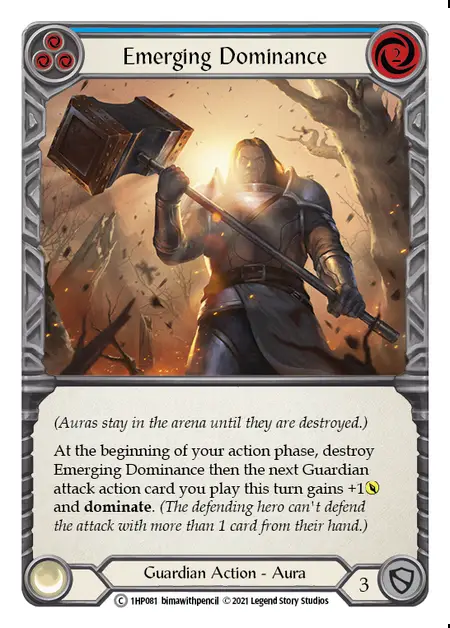 Emerging Dominance
2
(Auras stay in the arena until they are destroyed.)
At the beginning of your action phase, destroy
Emerging Dominance then the next Guardian
attack action card you play this turn gains +1
and dominate. (The defending hero can't defend
the attack with more than 1 card from their hand.)
Guardian Action - Aura
3
C 1HP081 bimawithpencil © 2021 Legend Story Studios